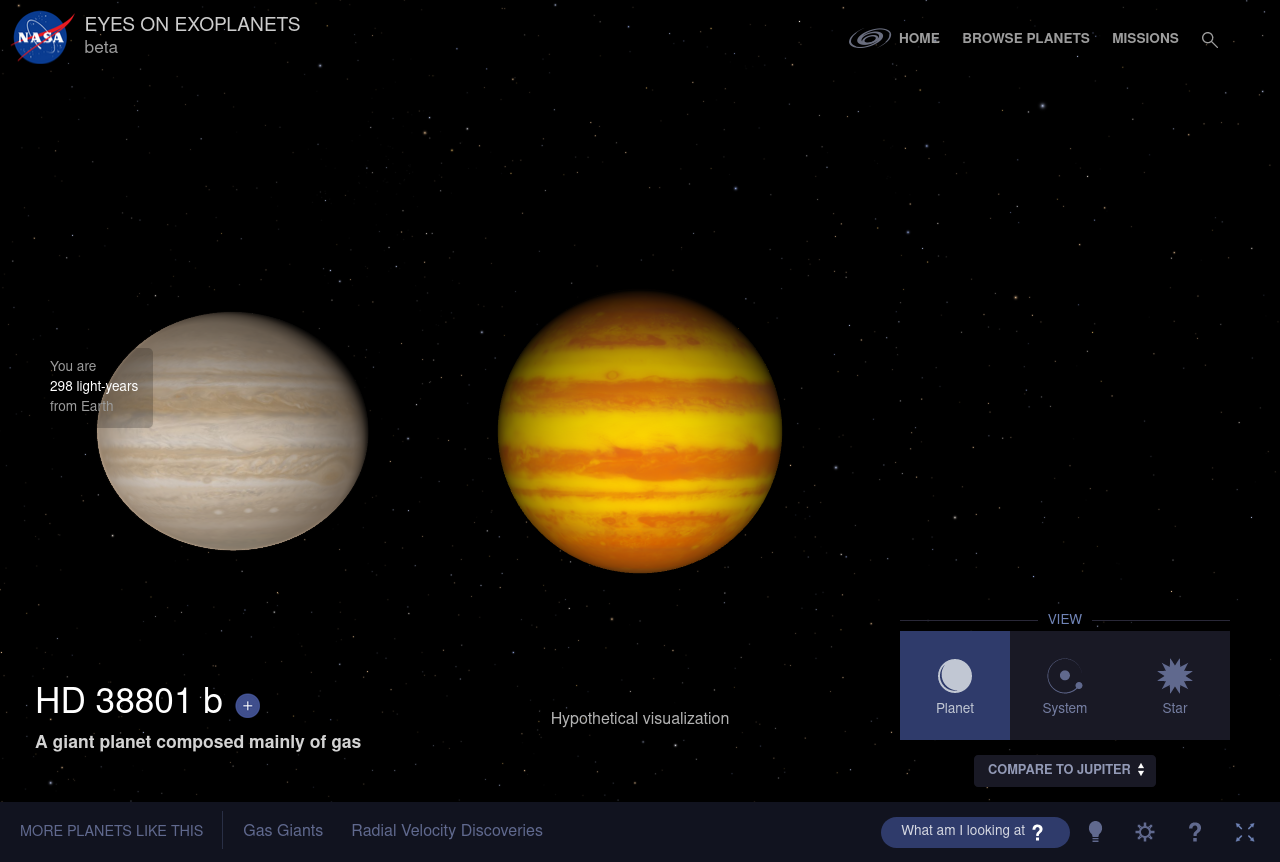 NASA
EYES ON EXOPLANETS
beta
HOME
BROWSE PLANETS
MISSIONS
You are
298 light-years
from Earth
VIEW
Planet
System
Star
HD 38801 b +
A giant planet composed mainly of gas
Hypothetical visualization
COMPARE TO JUPITER
MORE PLANETS LIKE THIS
Gas Giants
Radial Velocity Discoveries
What am I looking at ?
?